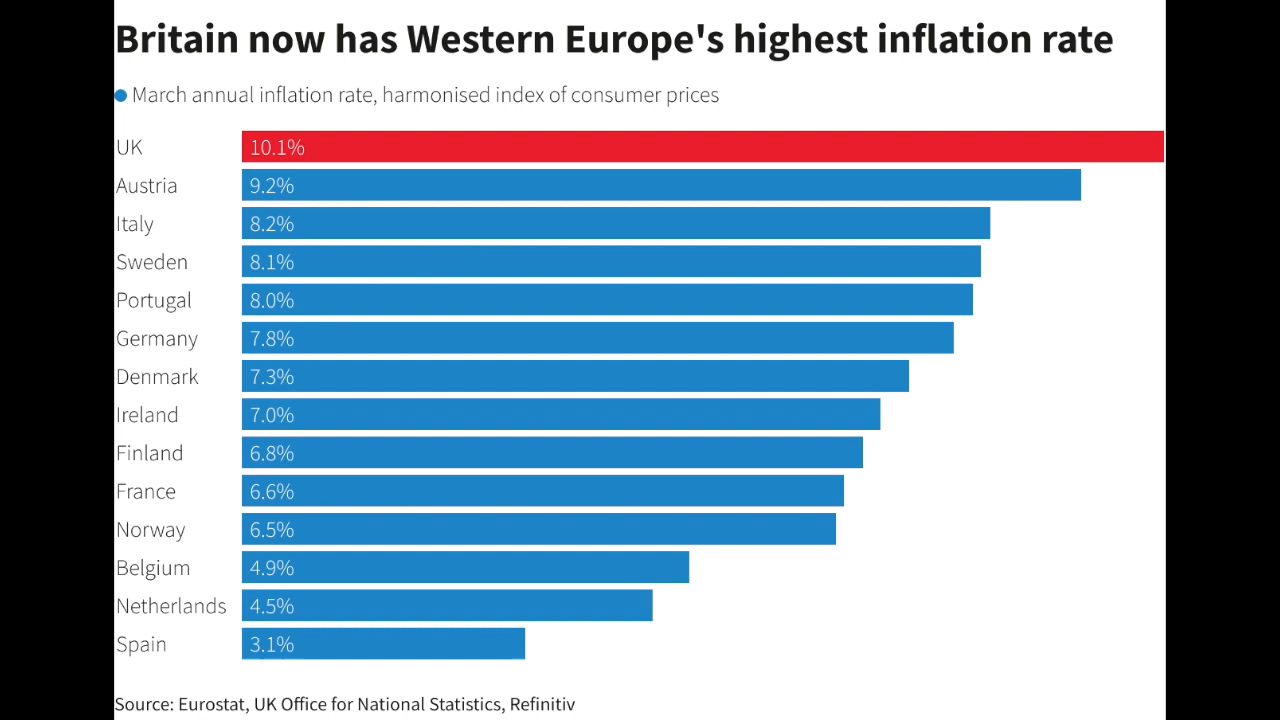 Britain now has Western Europe's highest inflation rate
March annual inflation rate, harmonised index of consumer prices
UK 10.1%
Austria 9.2%
Italy 8.2%
Sweden 8.1%
Portugal 8.0%
Germany 7.8%
Denmark 7.3%
Ireland 7.0%
Finland 6.8%
France 6.6%
Norway 6.5%
Belgium 4.9%
Netherlands 4.5%
Spain 3.1%
Source: Eurostat, UK Office for National Statistics, Refinitiv